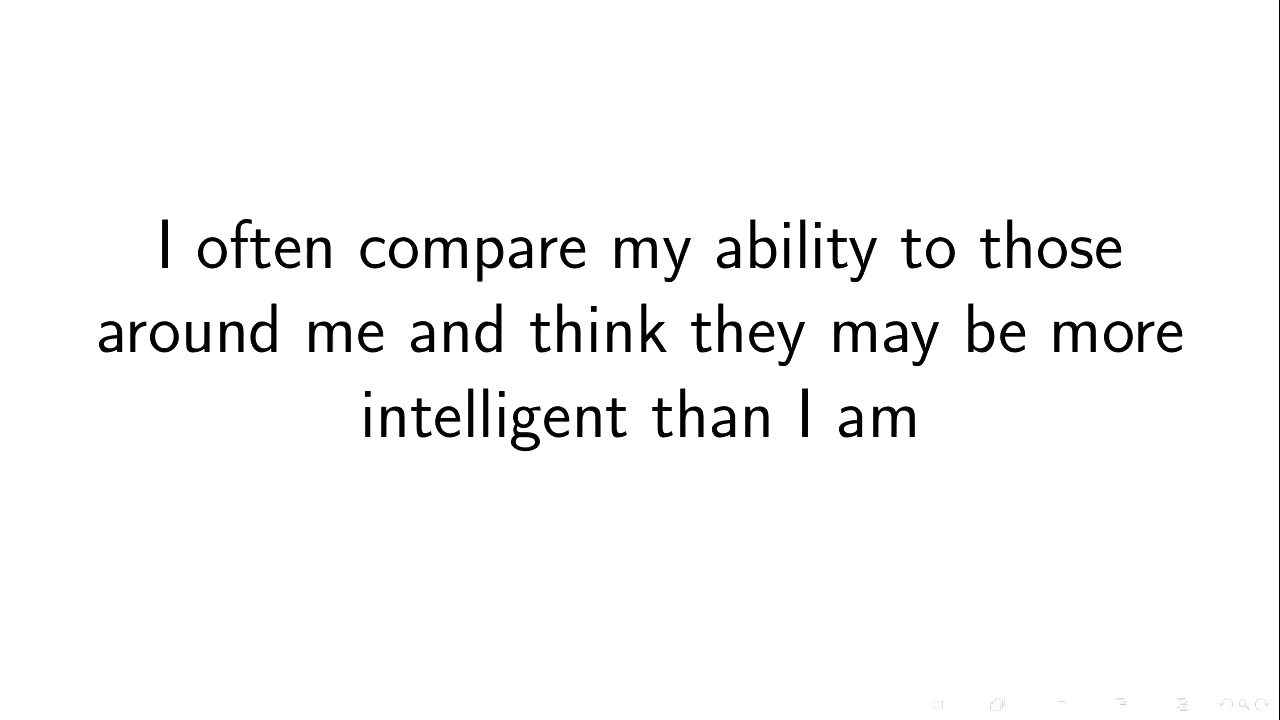 I often compare my ability to those
around me and think they may be more
intelligent than I am